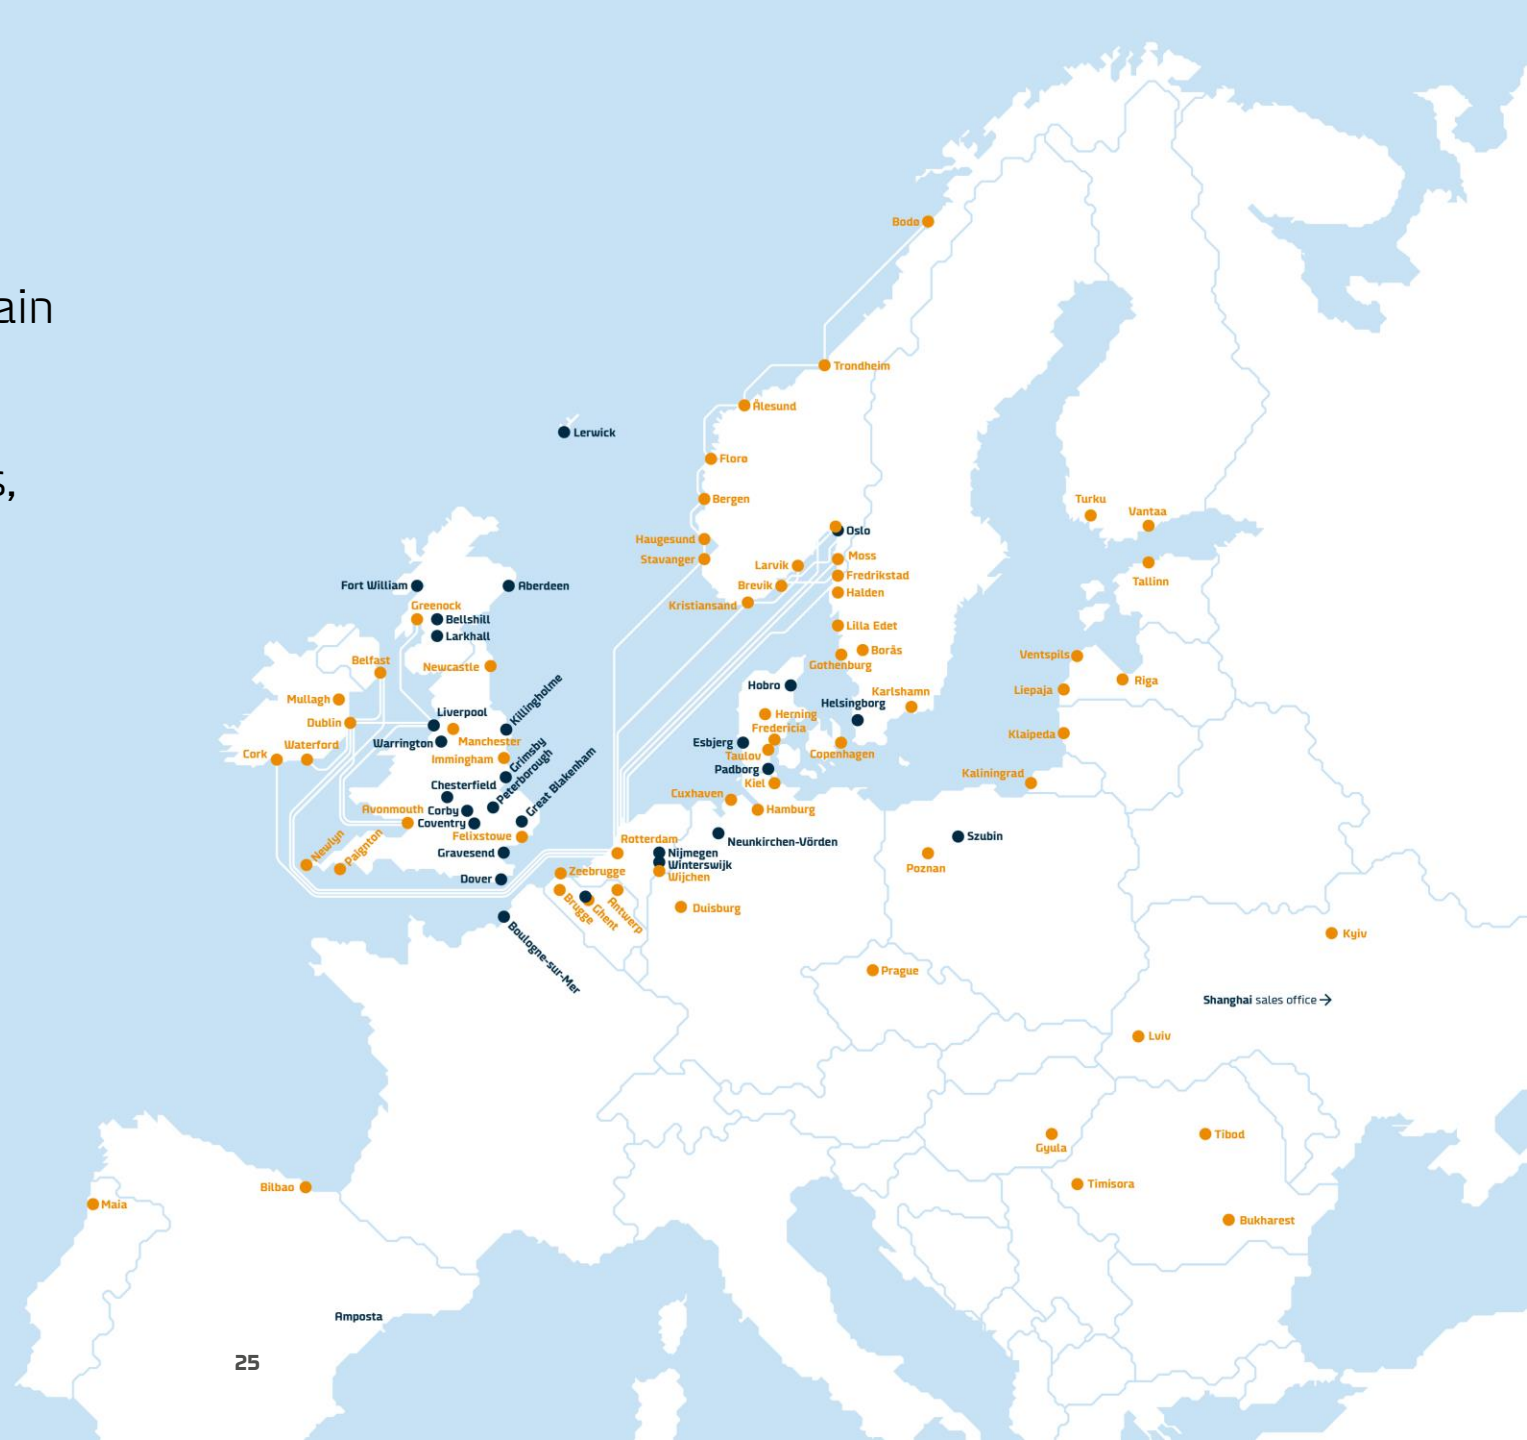 ain
s,
Bodø
Trondheim
Ålesund
Lerwick
Florø
Bergen
Turku
Vantaa
Oslo
Haugesund
Moss
Stavanger
Larvik
Fredrikstad
Tallinn
Fort William
Aberdeen
Brevik
Halden
Greenock
Kristiansand
Bellshill
Lilla Edet
Larkhall
Borås
Ventspils
Belfast
Newcastle
Gothenburg
Riga
Mullagh
Killingholme
Hobro
Karlshamn
Liepaja
Helsingborg
Liverpool
Herning
Dublin
Fredericia
Klaipeda
Warrington
Manchester
Esbjerg
Waterford
Cork
Immingham
Grimsby
Taulov
Copenhagen
Padborg
Kaliningrad
Peterborough
Great Blakenham
Chesterfield
Kiel
Cuxhaven
Avonmouth
Corby
Hamburg
Coventry
Felixstowe
Rotterdam
Neunkirchen-Vörden
Szubin
Newlyn
Paignton
Gravesend
Nijmegen
Winterswijk
Poznan
Zeebrugge
Wijchen
Dover
Brugge
Ghent
Antwerp
Duisburg
Boulogne-sur-Mer
Kyiv
Prague
Shanghai sales office →
Lviv
Gyula
Tibod
Timisora
Bilbao
Maia
Bukharest
Amposta
25